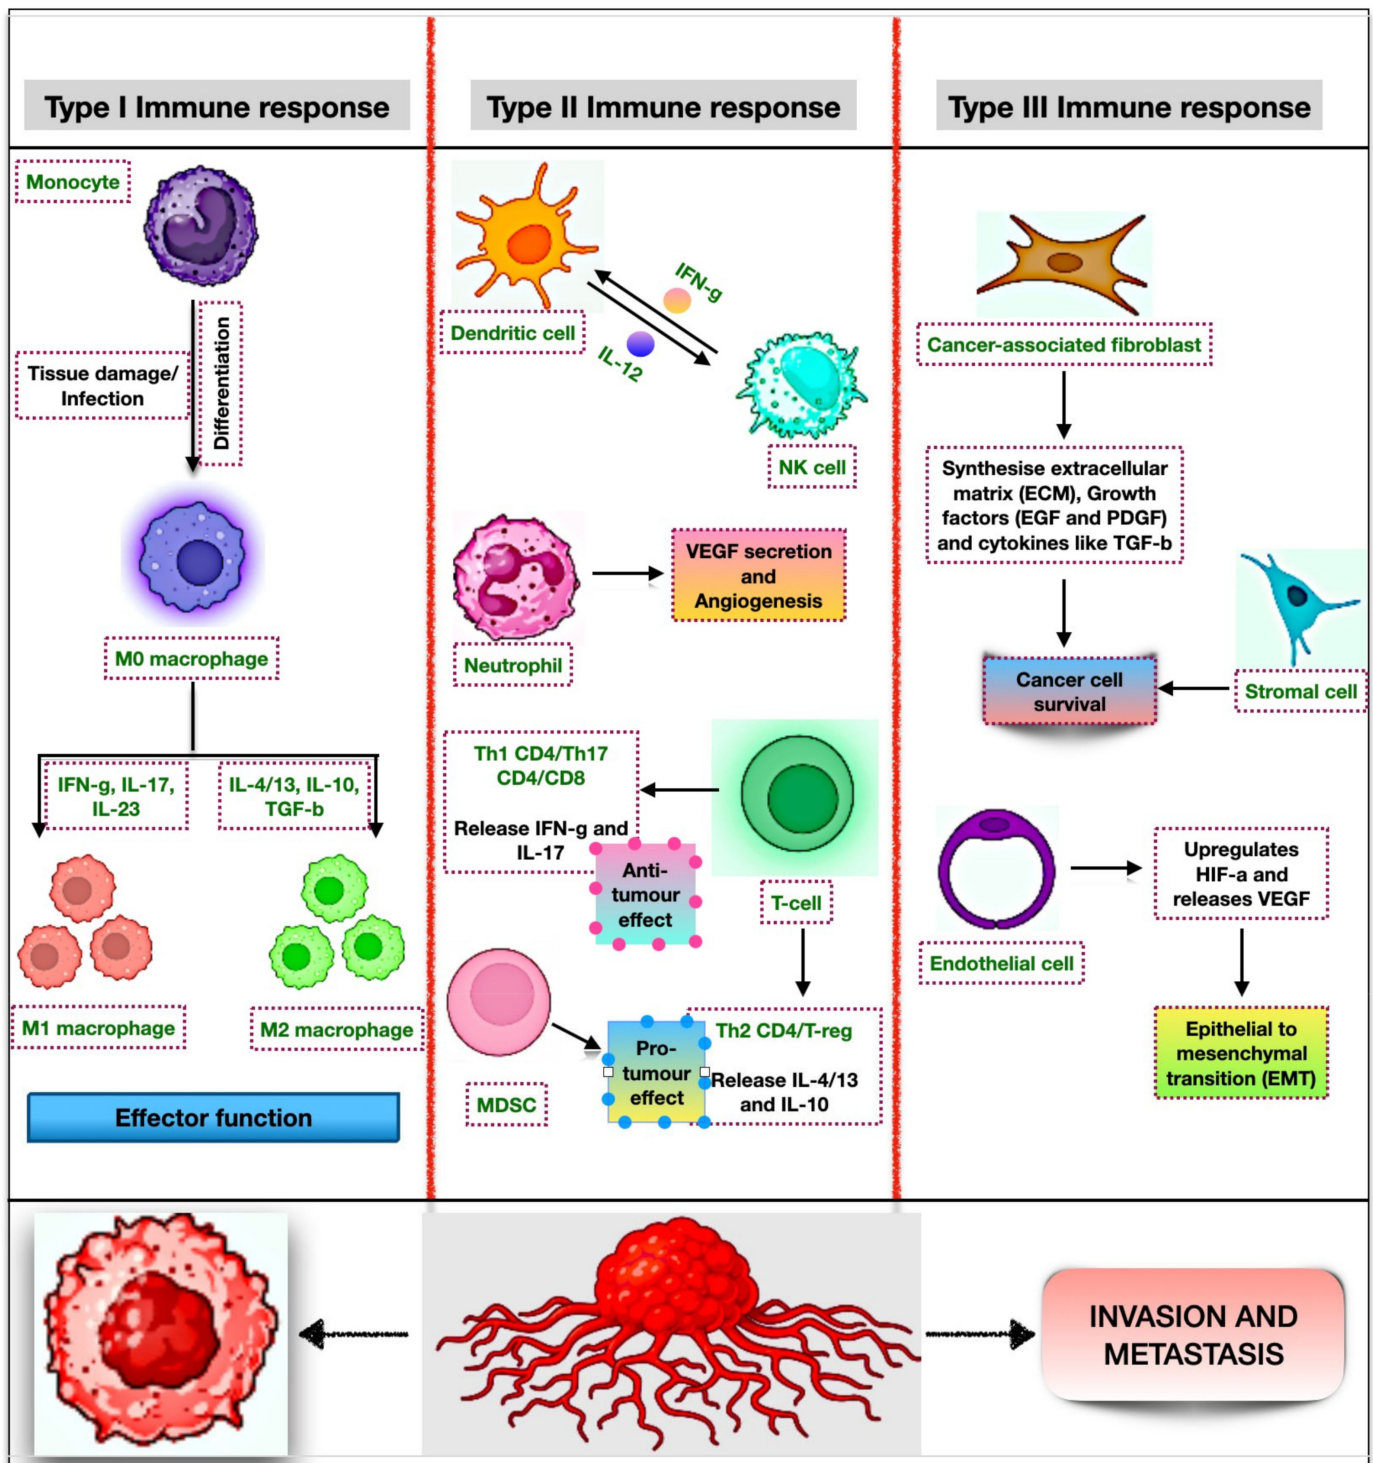 Type I Immune response
Type II Immune response
Type III Immune response
Monocyte
Tissue damage/
Infection
Differentiation
M0 macrophage
IFN-g, IL-17,
IL-23
IL-4/13, IL-10,
TGF-b
M1 macrophage
M2 macrophage
Effector function
Dendritic cell
IFN-g
IL-12
NK cell
Neutrophil
VEGF secretion
and
Angiogenesis
Th1 CD4/Th17
CD4/CD8
Release IFN-g and
IL-17
Anti-
tumour
effect
T-cell
MDSC
Pro-
tumour
effect
Th2 CD4/T-reg
Release IL-4/13
and IL-10
Cancer-associated fibroblast
Synthesise extracellular
matrix (ECM), Growth
factors (EGF and PDGF)
and cytokines like TGF-b
Cancer cell
survival
Stromal cell
Endothelial cell
Upregulates
HIF-a and
releases VEGF
Epithelial to
mesenchymal
transition (EMT)
INVASION AND
METASTASIS